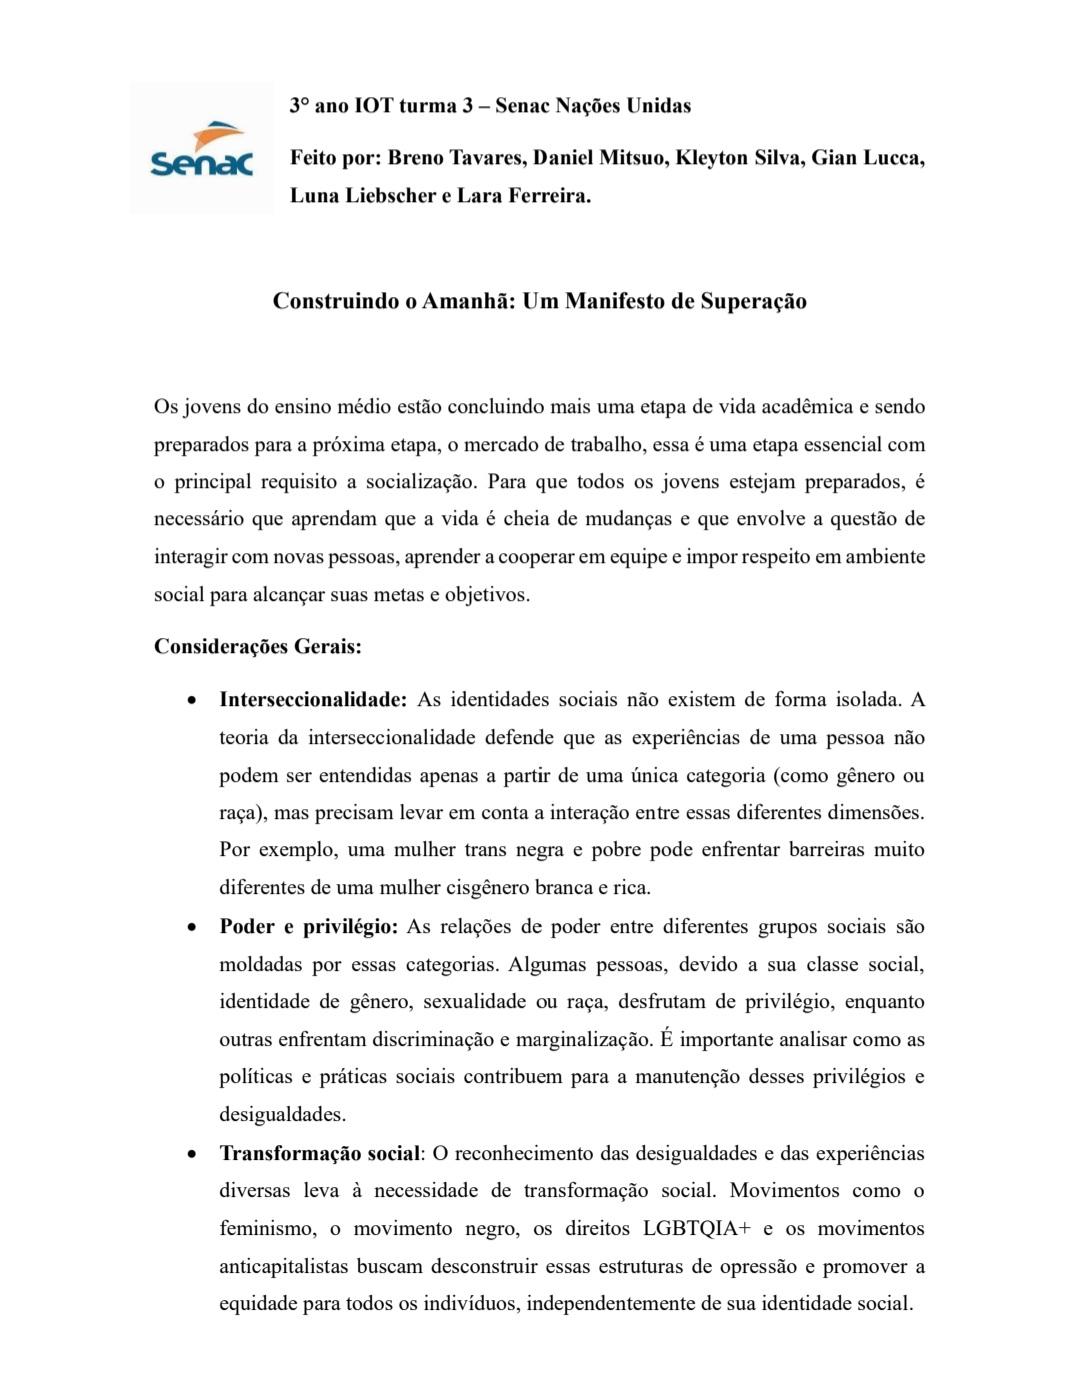 Senac
3° ano IOT turma 3 – Senac Nações Unidas
Feito por: Breno Tavares, Daniel Mitsuo, Kleyton Silva, Gian Lucca,
Luna Liebscher e Lara Ferreira.
Construindo o Amanhã: Um Manifesto de Superação
Os jovens do ensino médio estão concluindo mais uma etapa de vida acadêmica e sendo
preparados para a próxima etapa, o mercado de trabalho, essa é uma etapa essencial com
o principal requisito a socialização. Para que todos os jovens estejam preparados, é
necessário que aprendam que a vida é cheia de mudanças e que envolve a questão de
interagir com novas pessoas, aprender a cooperar em equipe e impor respeito em ambiente
social para alcançar suas metas e objetivos.
Considerações Gerais:
• Interseccionalidade: As identidades sociais não existem de forma isolada. A
teoria da interseccionalidade defende que as experiências de uma pessoa não
podem ser entendidas apenas a partir de uma única categoria (como gênero ou
raça), mas precisam levar em conta a interação entre essas diferentes dimensões.
Por exemplo, uma mulher trans negra e pobre pode enfrentar barreiras muito
diferentes de uma mulher cisgênero branca e rica.
• Poder e privilégio: As relações de poder entre diferentes grupos sociais são
moldadas por essas categorias. Algumas pessoas, devido a sua classe social,
identidade de gênero, sexualidade ou raça, desfrutam de privilégio, enquanto
outras enfrentam discriminação e marginalização. É importante analisar como as
políticas e práticas sociais contribuem para a manutenção desses privilégios e
desigualdades.
• Transformação social: O reconhecimento das desigualdades e das experiências
diversas leva à necessidade de transformação social. Movimentos como o
feminismo, o movimento negro, os direitos LGBTQIA+ e os movimentos
anticapitalistas buscam desconstruir essas estruturas de opressão e promover a
equidade para todos os indivíduos, independentemente de sua identidade social.